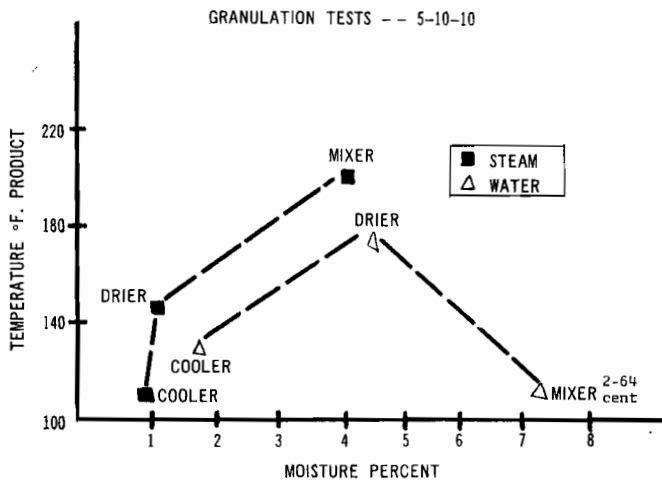 GRANULATION TESTS -- 5-10-10
TEMPERATURE °F. PRODUCT
220
180
140
100
MIXER
STEAM
WATER
DRIER
DRIER
COOLER
COOLER
MIXER
2-64
cent
1 2 3 4 5 6 7 8
MOISTURE PERCENT